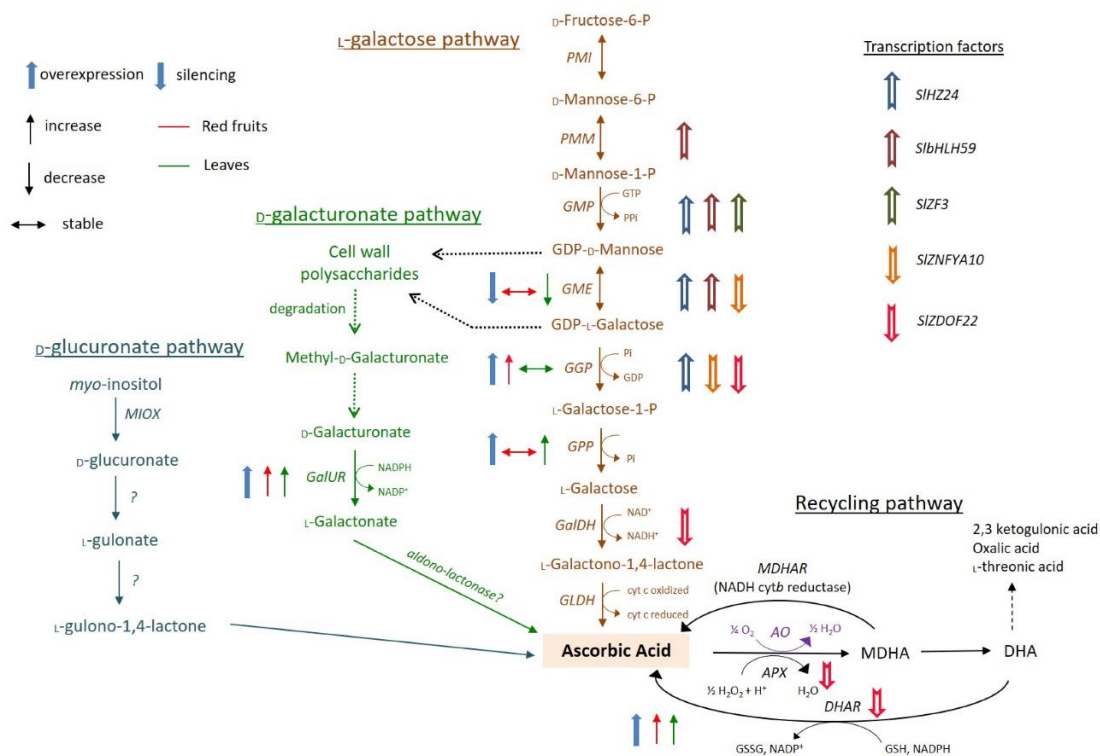 overexpression
silencing
increase
Red fruits
decrease
Leaves
stable
L-galactose pathway
D-Fructose-6-P
PMI
D-Mannose-6-P
PMM
D-Mannose-1-P
GMP
GTP
PPi
GDP-D-Mannose
GME
GDP-L-Galactose
GGP
Pi
GDP
L-Galactose-1-P
GPP
Pi
L-Galactose
GalDH
NAD⁺
NADH⁺
L-Galactono-1,4-lactone
GLDH
cyt c oxidized
cyt c reduced
Ascorbic Acid
Transcription factors
SlHZ24
SlbHLH59
SlZF3
SlZNFYA10
SlZDOF22
D-galacturonate pathway
Cell wall
polysaccharides
degradation
Methyl-D-Galacturonate
D-Galacturonate
GalUR
NADPH
NADP⁺
L-Galactonate
aldono-lactonase?
D-glucuronate pathway
myo-inositol
MIOX
D-glucuronate
?
L-gulonate
?
L-gulono-1,4-lactone
Recycling pathway
2,3 ketogulonic acid
Oxalic acid
L-threonic acid
MDHAR
(NADH cytb reductase)
¼ O₂
AO
½ H₂O
MDHA
DHA
APX
½ H₂O₂ + H⁺
H₂O
DHAR
GSSG, NADP⁺
GSH, NADPH